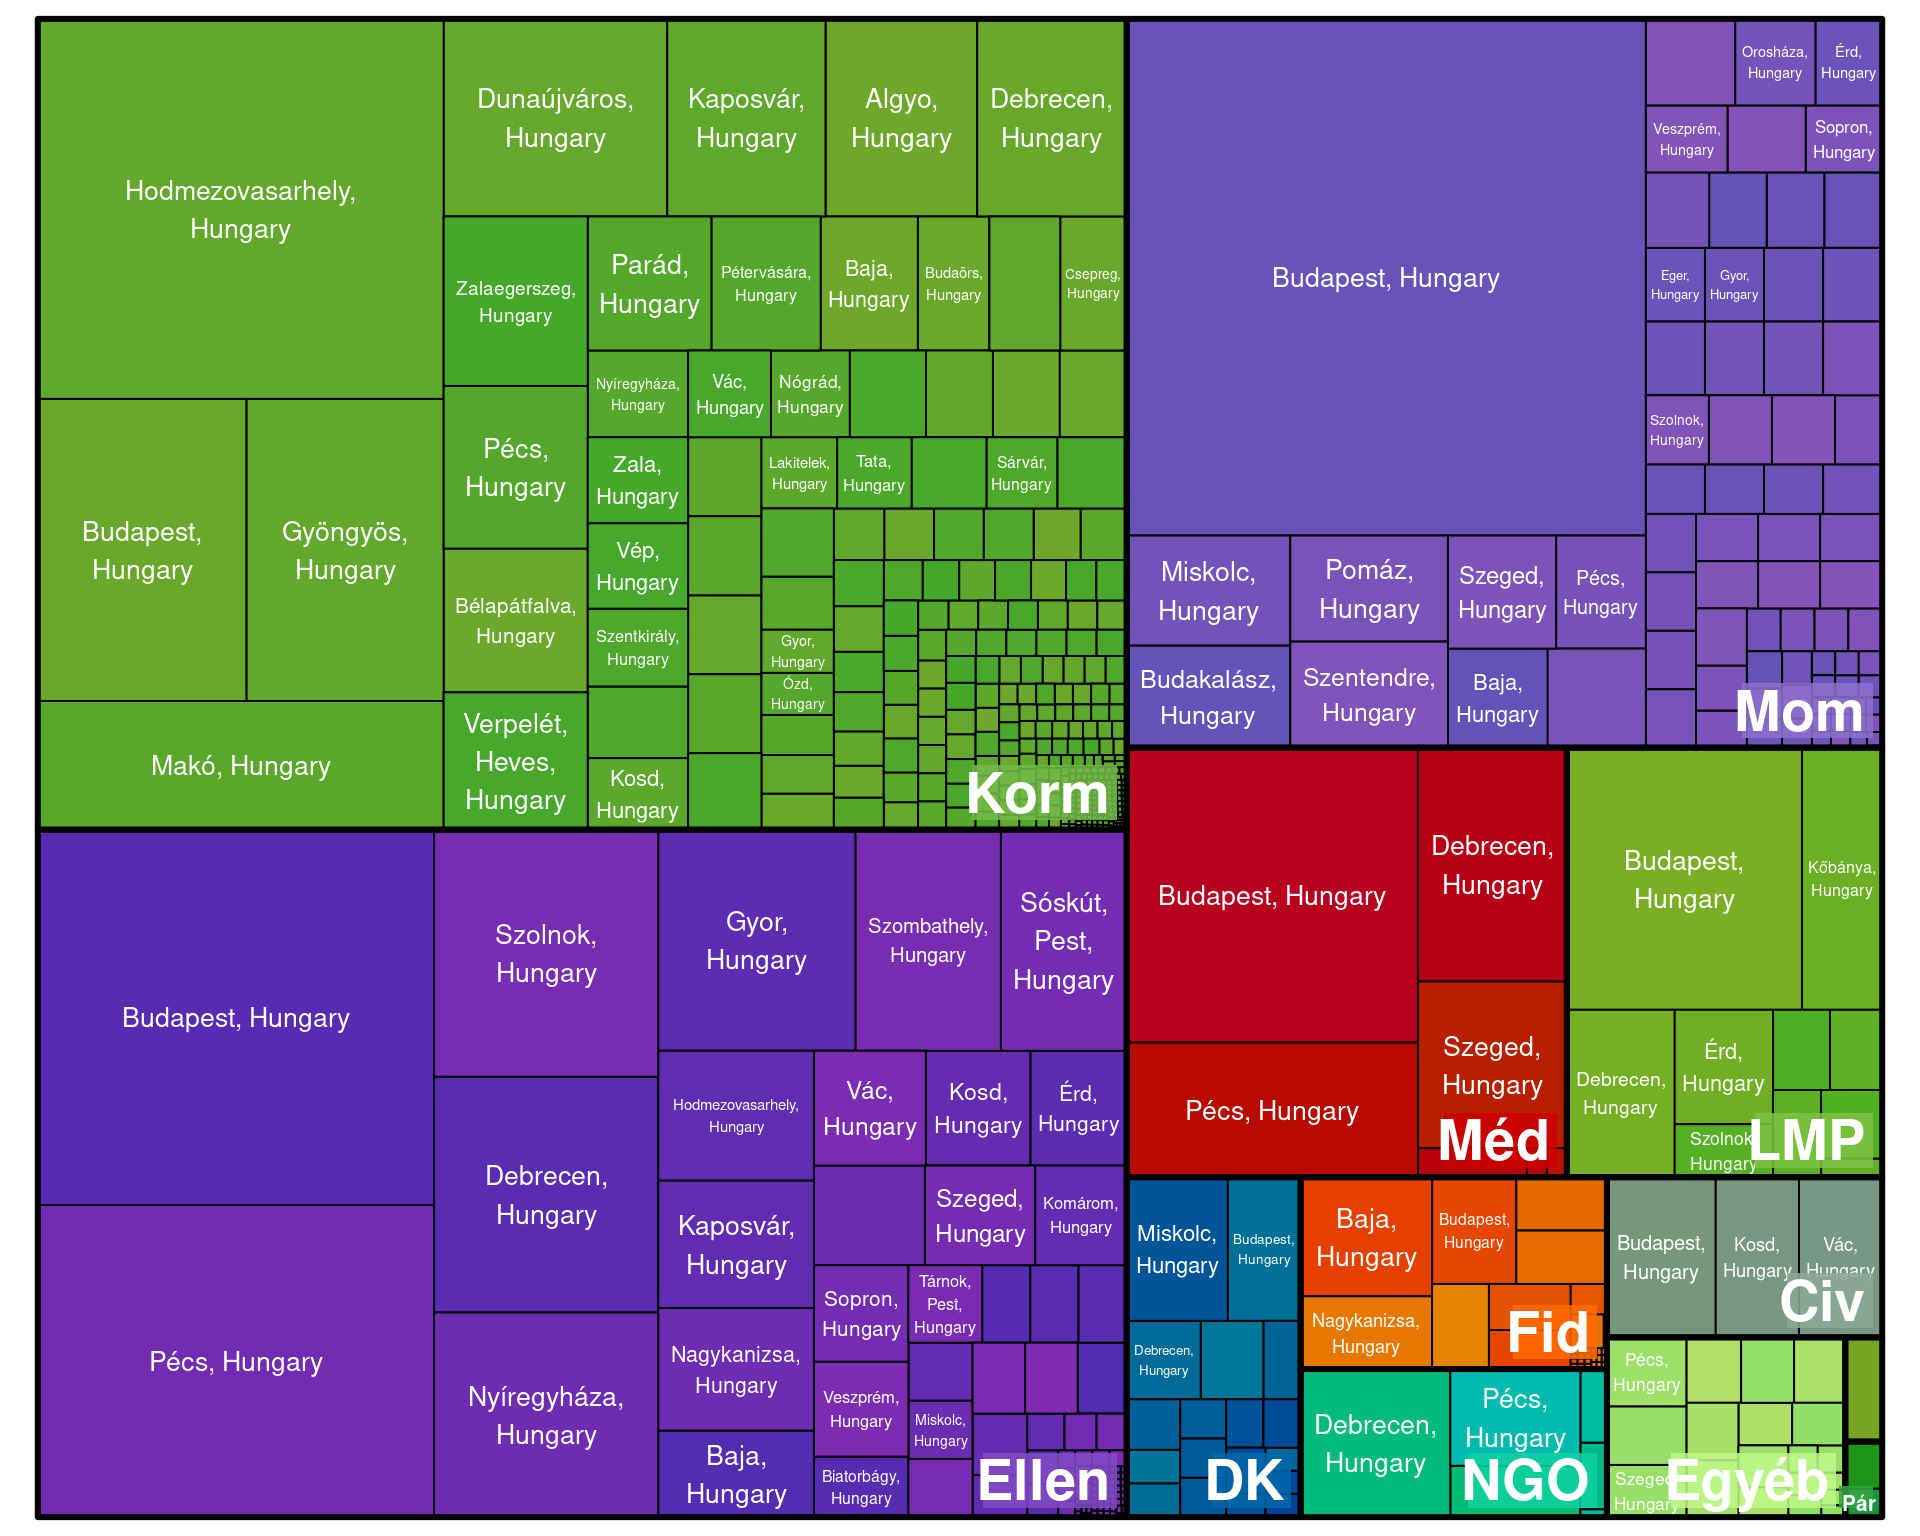 Hodmezovasarhely,
Hungary
Budapest,
Hungary
Gyöngyös,
Hungary
Makó, Hungary
Dunaújváros,
Hungary
Kaposvár,
Hungary
Algyo,
Hungary
Debrecen,
Hungary
Zalaegerszeg,
Hungary
Pécs,
Hungary
Bélapátfalva,
Hungary
Verpelét,
Heves,
Hungary
Parád,
Hungary
Pétervására,
Hungary
Baja,
Hungary
Budaörs,
Hungary
Csepreg,
Hungary
Nyíregyháza,
Hungary
Vác,
Hungary
Nógrád,
Hungary
Zala,
Hungary
Vép,
Hungary
Szentkirály,
Hungary
Kosd,
Hungary
Lakitelek,
Hungary
Tata,
Hungary
Sárvár,
Hungary
Gyor,
Hungary
Ózd,
Hungary
Korm
Budapest, Hungary
Miskolc,
Hungary
Budakalász,
Hungary
Pomáz,
Hungary
Szentendre,
Hungary
Szeged,
Hungary
Pécs,
Hungary
Baja,
Hungary
Orosháza,
Hungary
Érd,
Hungary
Veszprém,
Hungary
Sopron,
Hungary
Eger,
Hungary
Gyor,
Hungary
Szolnok,
Hungary
Mom
Budapest, Hungary
Pécs, Hungary
Szolnok,
Hungary
Debrecen,
Hungary
Nyíregyháza,
Hungary
Gyor,
Hungary
Szombathely,
Hungary
Sóskút,
Pest,
Hungary
Hodmezovasarhely,
Hungary
Kaposvár,
Hungary
Nagykanizsa,
Hungary
Baja,
Hungary
Vác,
Hungary
Kosd,
Hungary
Érd,
Hungary
Szeged,
Hungary
Komárom,
Hungary
Sopron,
Hungary
Veszprém,
Hungary
Biatorbágy,
Hungary
Tárnok,
Pest,
Hungary
Miskolc,
Hungary
Ellen
Budapest, Hungary
Pécs, Hungary
Debrecen,
Hungary
Szeged,
Hungary
Méd
Budapest,
Hungary
Kőbánya,
Hungary
Debrecen,
Hungary
Érd,
Hungary
Szolnok,
Hungary
LMP
Miskolc,
Hungary
Budapest,
Hungary
Debrecen,
Hungary
DK
Baja,
Hungary
Budapest,
Hungary
Nagykanizsa,
Hungary
Fid
Debrecen,
Hungary
Pécs,
Hungary
NGO
Budapest,
Hungary
Kosd,
Hungary
Vác,
Hungary
Civ
Pécs,
Hungary
Szeged,
Hungary
Egyéb
Pár